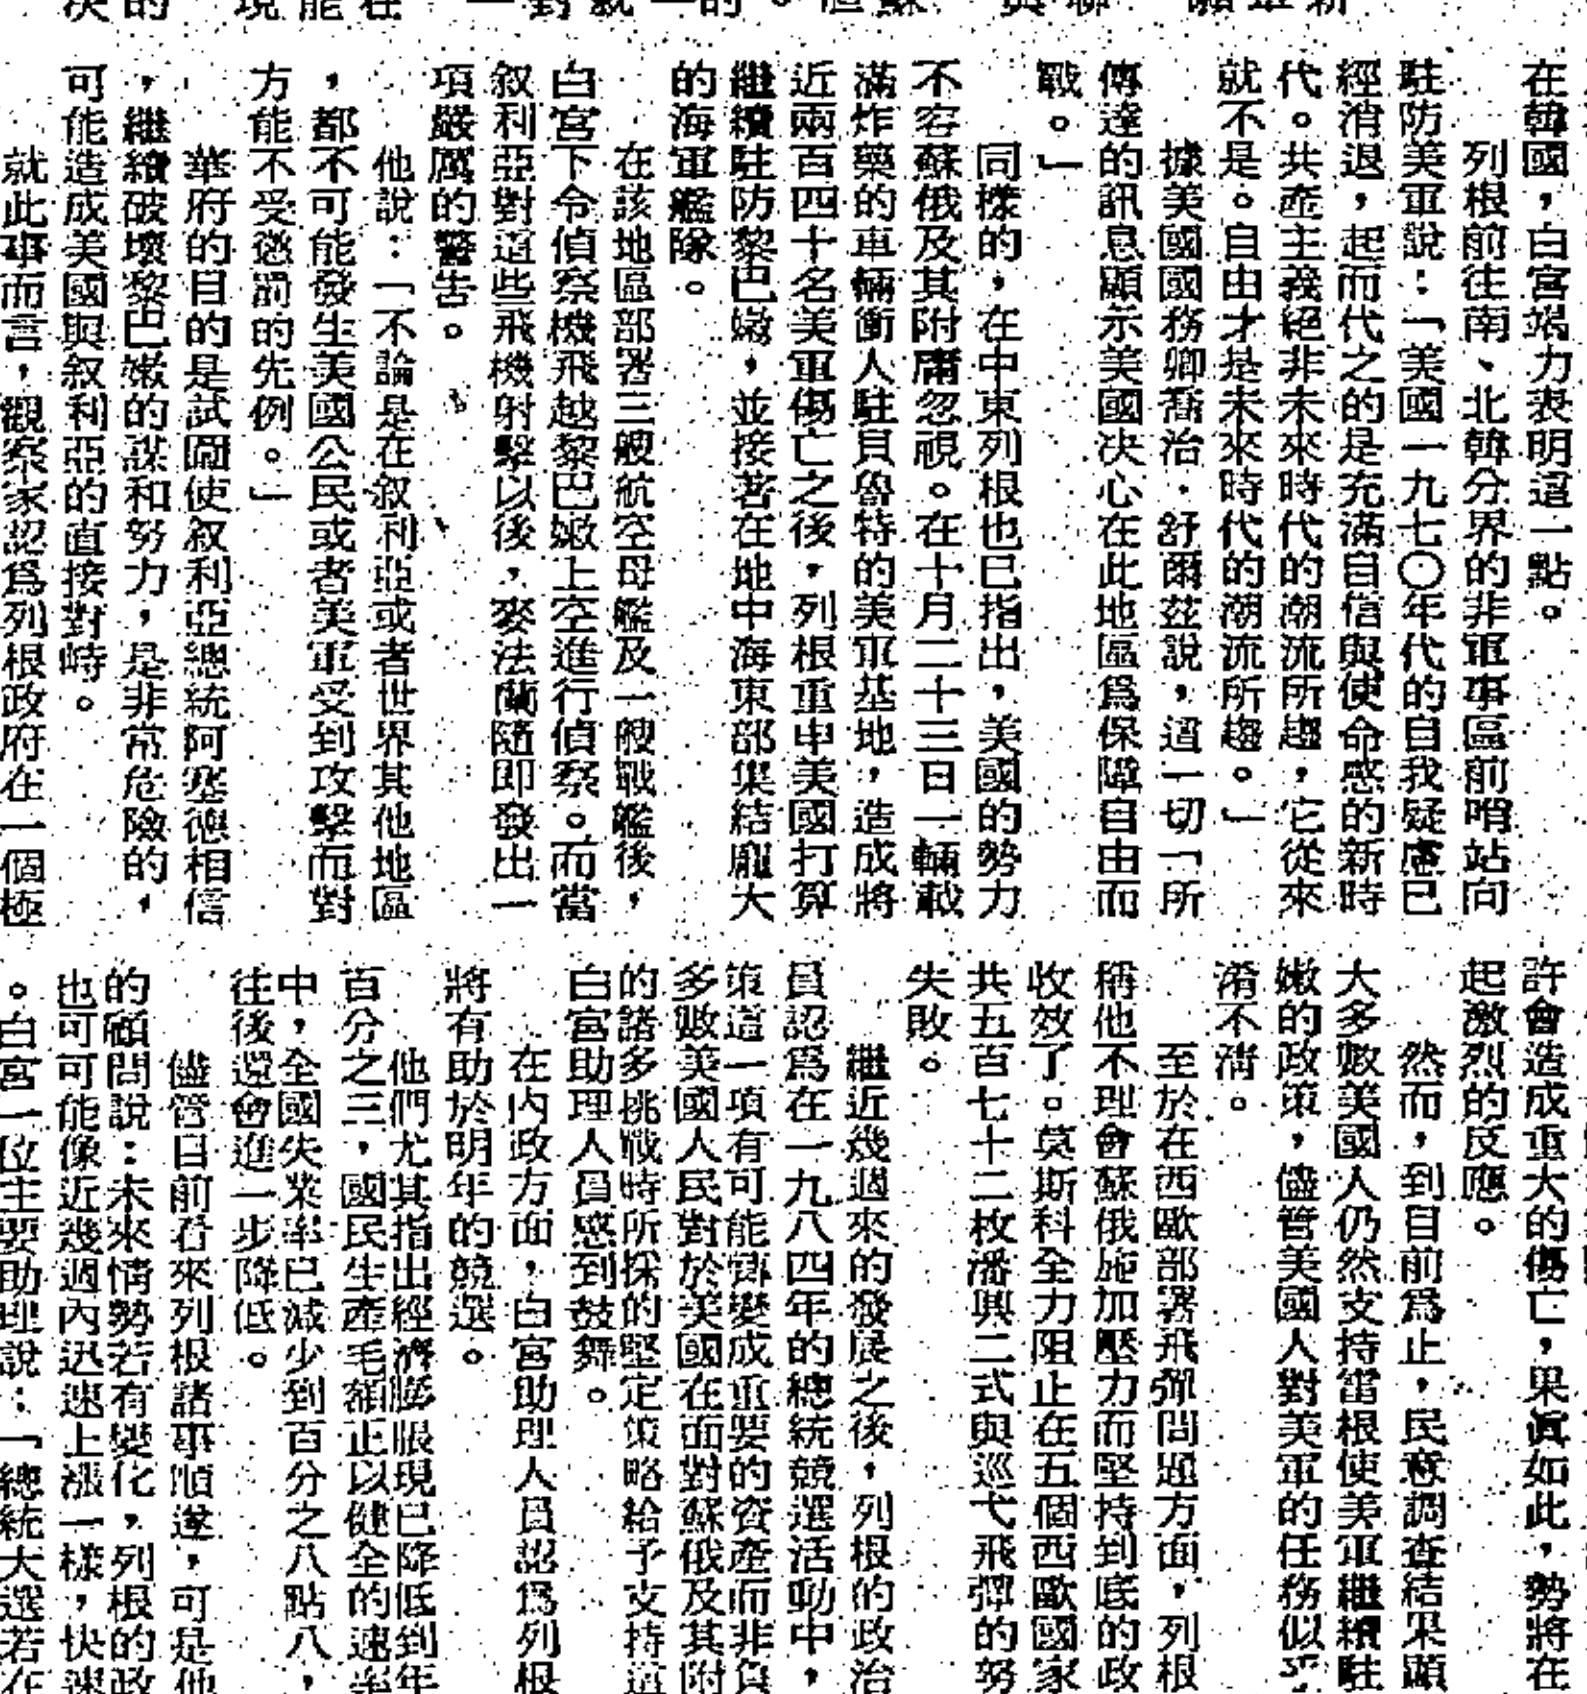 在韓國，白宮竭力表明這一點。
列根前往南、北韓分界的非軍事區前哨站向
駐防美軍說：「美國一九七〇年代的自我疑慮已
經消退，起而代之的是充滿自信與使命感的新時
代。共產主義絕非未來時代的潮流所趨，它從來
就不是。自由才是未來時代的潮流所趨。」
據美國國務卿喬治．舒爾茲說，這一切「所
傳達的訊息顯示美國決心在此地區爲保障自由而
戰。」
同樣的，在中東列根也已指出，美國的勢力
不容蘇俄及其附庸忽視。在十月二十三日一輛載
滿炸藥的車輛衝人駐貝魯特的美軍基地，造成將
近兩百四十名美軍傷亡之後，列根重申美國打算
繼續駐防黎巴嫩，並接著在地中海東部集結龐大
的海軍艦隊。
在該地區部署三艘航空母艦及一艘戰艦後，
白宮下令偵察機飛越黎巴嫩上空進行偵察。而當
叙利亞對這些飛機射擊以後，麥法蘭隨即發出一
項嚴厲的警告。
他說：「不論是在叙利亞或者世界其他地區
，都不可能發生美國公民或者美軍受到攻擊而對
方能不受懲罰的先例。」
華府的目的是試圖使叙利亞總統阿塞德相信
，繼續破壞黎巴嫩的謀和努力，是非常危險的，
可能造成美國與叙利亞的直接對峙。
就此事而言，觀察家認爲列根政府在一個極
許會造成重大的傷亡，果眞如此，勢將在
起激烈的反應。
然而，到目前爲止，民意調查結果顯
大多數美國人仍然支持雷根使美軍繼續駐
嫩的政策，儘管美國人對美軍的任務似乎
淆不清。
至於在西歐部署飛彈問題方面，列根
稱他不理會蘇俄施加壓力而堅持到底的政
收效了。莫斯科全力阻止在五個西歐國家
共五百七十二枚潘興二式與巡弋飛彈的努
失敗。
繼近幾週來的發展之後，列根的政治
員認爲在一九八四年的總統競選活動中，
策這一項有可能轉變成重要的資產而非負
多數美國人民對於美國在面對蘇俄及其附
的諸多挑戰時所採的堅定策略給予支持這
白宮助理人員感到鼓舞。
在內政方面，白宮助理人員認爲列根
將有助於明年的競選。
他們尤其指出經濟膨脹現已降低到年
百分之三，國民生產毛額正以健全的速率
中，全國失業率已減少到百分之八點八，
往後還會進一步降低。
儘管目前看來列根諸事順遂，可是他
的顧問說：未來情勢若有變化，列根的政
也可可能像近幾週內迅速上漲一樣，快速
。白宮一位主要助理說：「總統大選若在